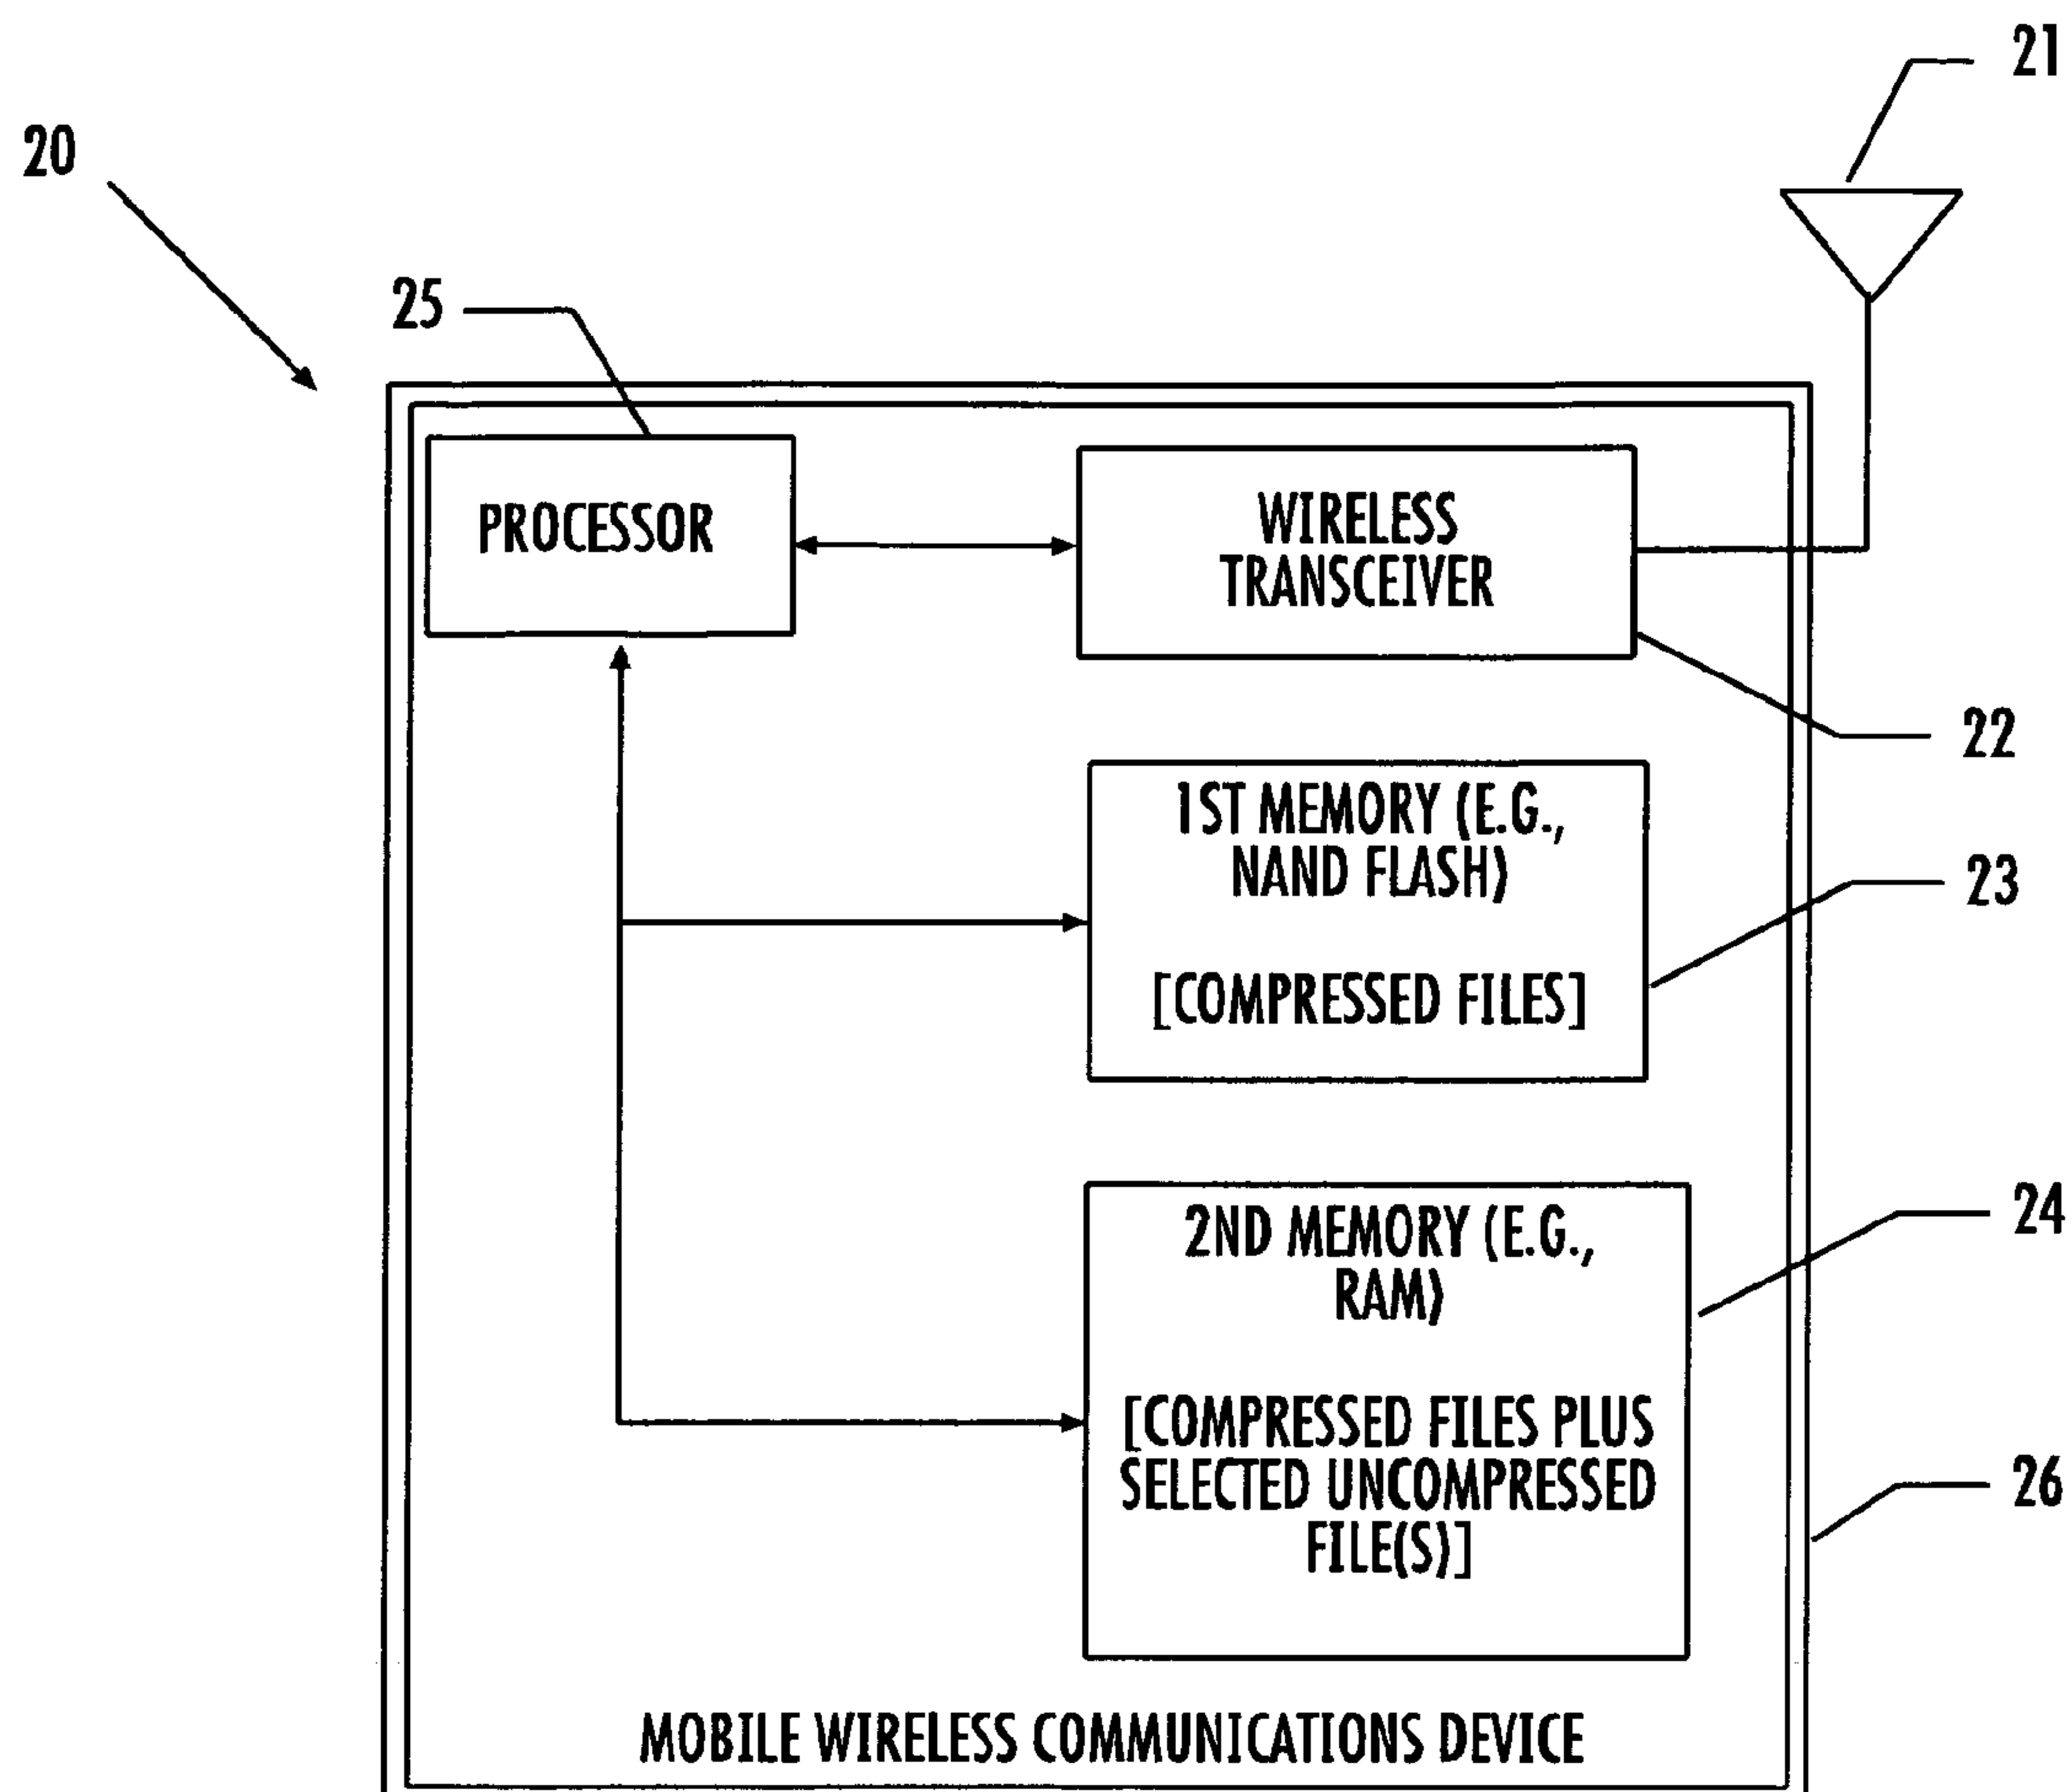 21
20
25
PROCESSOR
WIRELESS
TRANSCEIVER
22
1ST MEMORY (E.G.,
NAND FLASH)
[COMPRESSED FILES]
23
2ND MEMORY (E.G.,
RAM)
[COMPRESSED FILES PLUS
SELECTED UNCOMPRESSED
FILE(S)]
24
26
MOBILE WIRELESS COMMUNICATIONS DEVICE